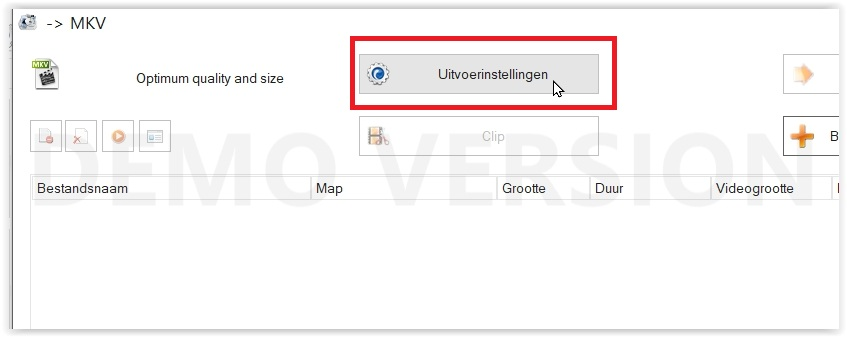 -> MKV
MKV
Optimum quality and size
Uitvoerinstellingen
Clip
B
DEMO VERSION
Bestandsnaam Map Grootte Duur Videogrootte